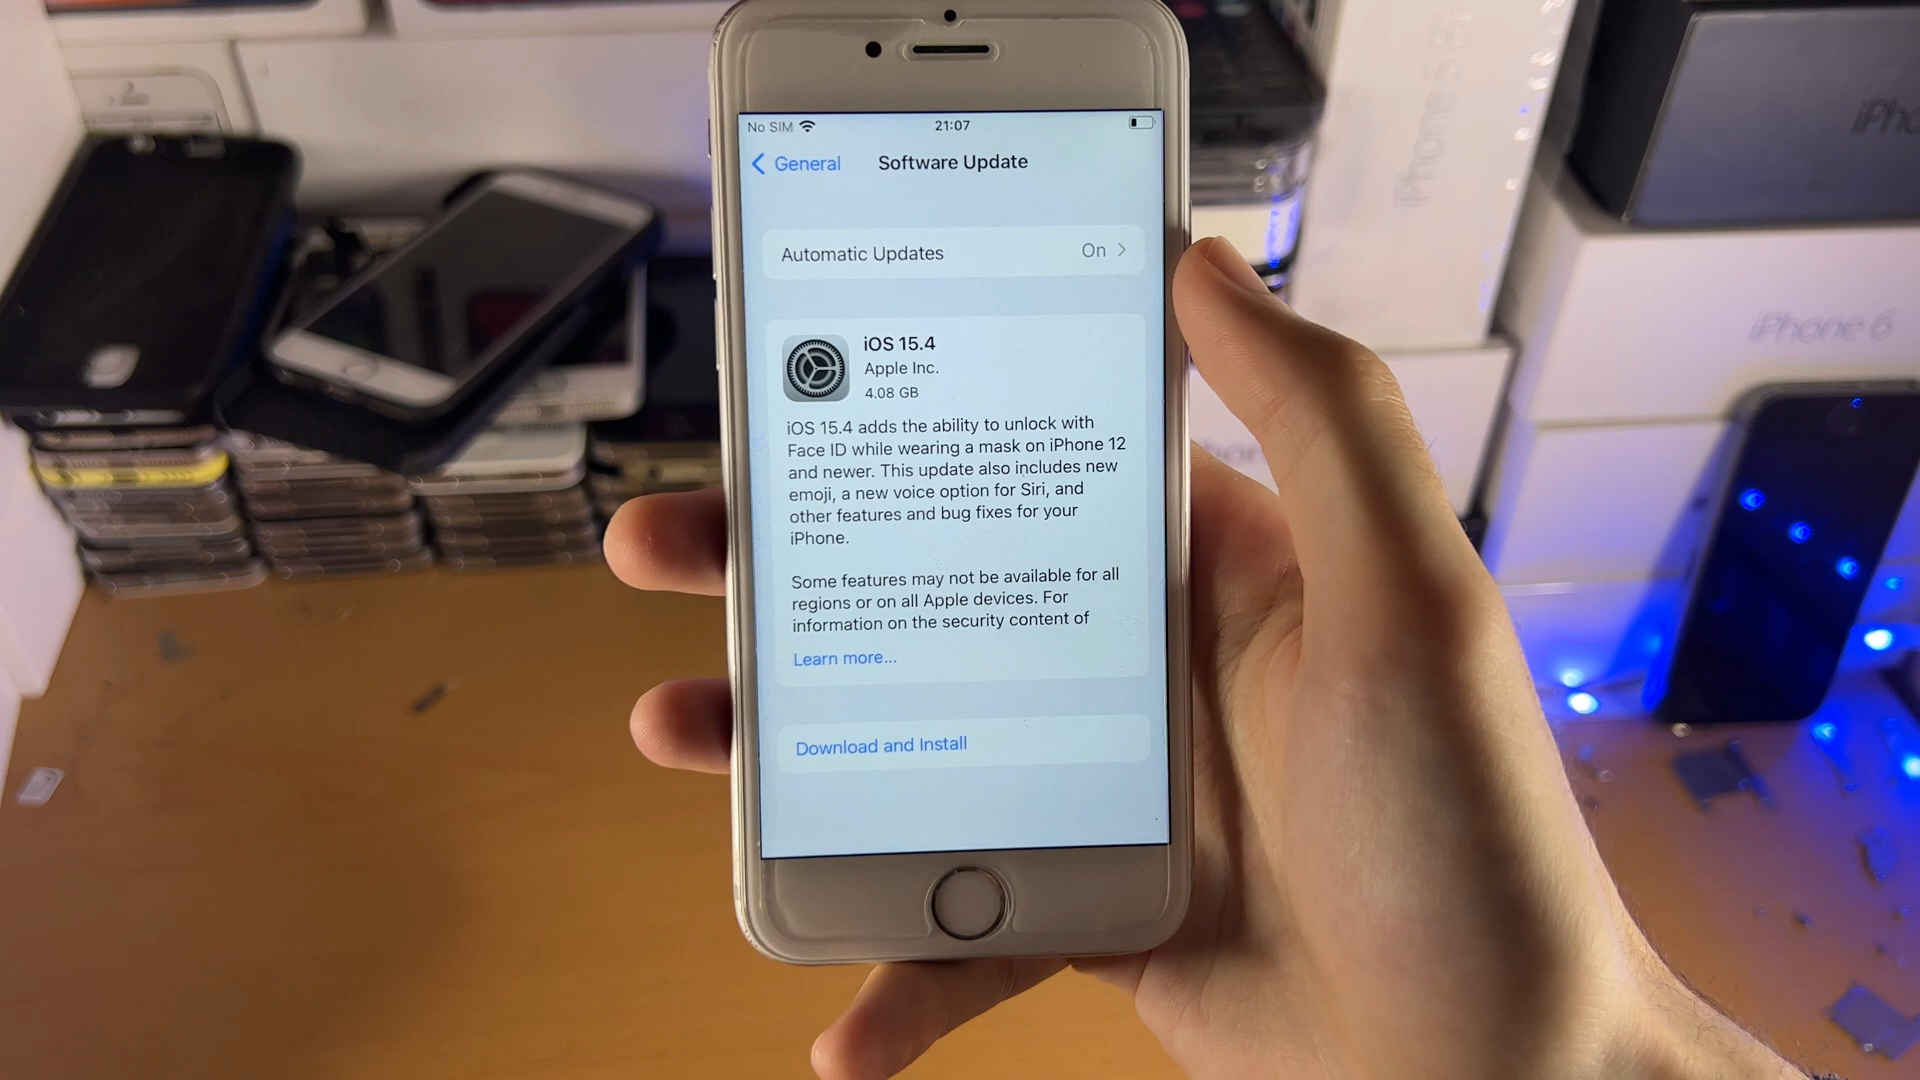 No SIM 21:07
General Software Update
Automatic Updates On
iOS 15.4
Apple Inc.
4.08 GB
iOS 15.4 adds the ability to unlock with
Face ID while wearing a mask on iPhone 12
and newer. This update also includes new
emoji, a new voice option for Siri, and
other features and bug fixes for your
iPhone.
Some features may not be available for all
regions or on all Apple devices. For
information on the security content of
Learn more...
Download and Install
iPhone 6